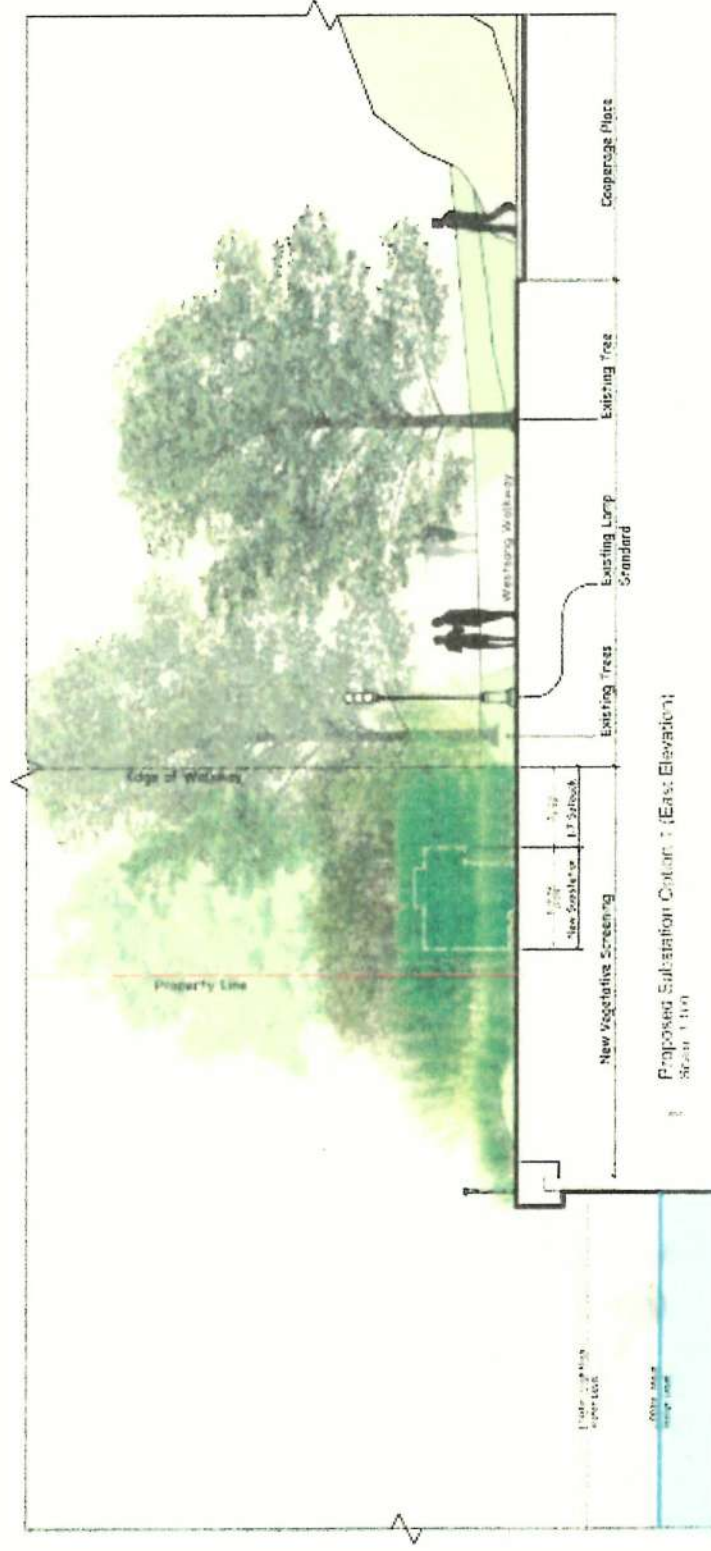 Edge of Walkway
Property Line
Westsong Walkway
New Substation
New Vegetative Screening
Existing Trees
Existing Lamp
Standard
Existing Tree
Cooperage Place
Proposed Substation Option 1 (East Elevation)